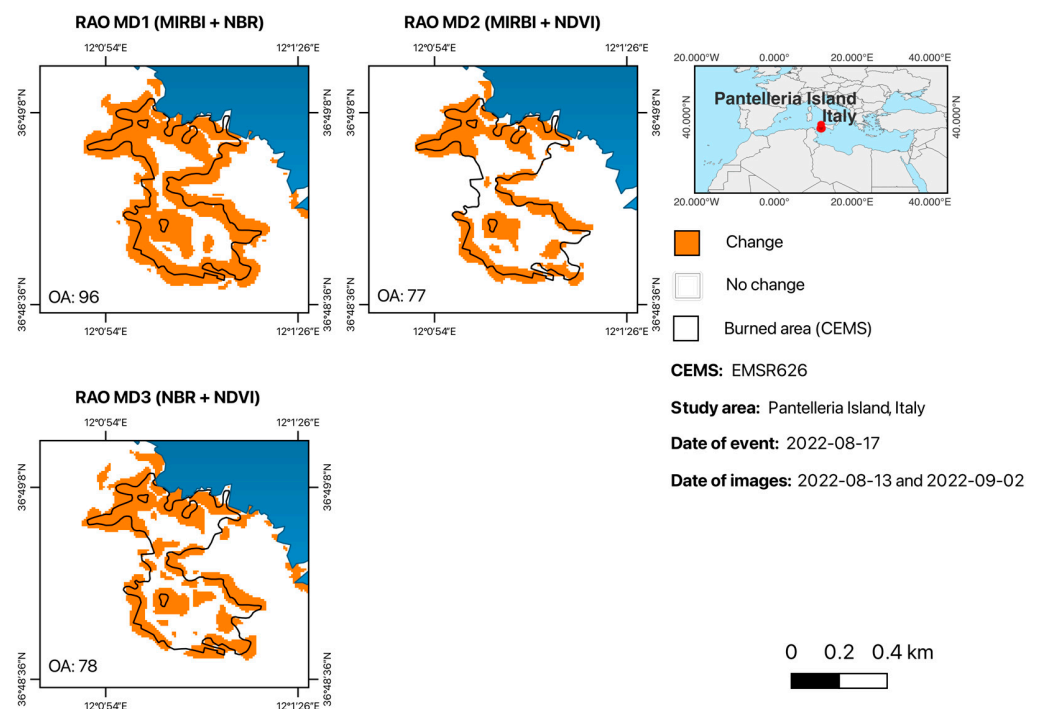 RAO MD1 (MIRBI + NBR)
12°0′54″E
12°1′26″E
36°49′8″N
36°49′8″N
36°48′36″N
36°48′36″N
OA: 96
12°0′54″E
12°1′26″E
RAO MD2 (MIRBI + NDVI)
12°0′54″E
12°1′26″E
36°49′8″N
36°49′8″N
36°48′36″N
36°48′36″N
OA: 77
12°0′54″E
12°1′26″E
20.000°W
0.000°
20.000°E
40.000°E
40.000°N
40.000°N
Pantelleria Island
Italy
20.000°W
0.000°
20.000°E
40.000°E
Change
No change
Burned area (CEMS)
CEMS: EMSR626
Study area: Pantelleria Island, Italy
Date of event: 2022-08-17
Date of images: 2022-08-13 and 2022-09-02
RAO MD3 (NBR + NDVI)
12°0′54″E
12°1′26″E
36°49′8″N
36°49′8″N
36°48′36″N
36°48′36″N
OA: 78
12°0′54″E
12°1′26″E
0 0.2 0.4 km